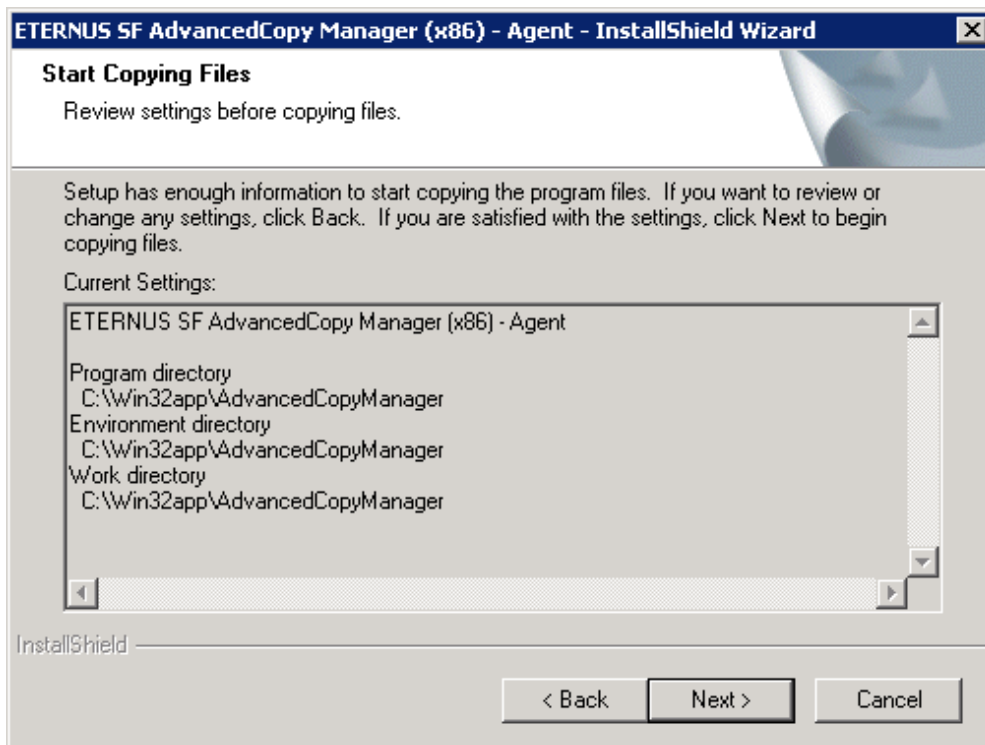 ETERNUS SF AdvancedCopy Manager (x86) - Agent - InstallShield Wizard
Start Copying Files
Review settings before copying files.
Setup has enough information to start copying the program files.  If you want to review or
change any settings, click Back.  If you are satisfied with the settings, click Next to begin
copying files.
Current Settings:
ETERNUS SF AdvancedCopy Manager (x86) - Agent
Program directory
C:\Win32app\AdvancedCopyManager
Environment directory
C:\Win32app\AdvancedCopyManager
Work directory
C:\Win32app\AdvancedCopyManager
InstallShield
< Back
Next >
Cancel